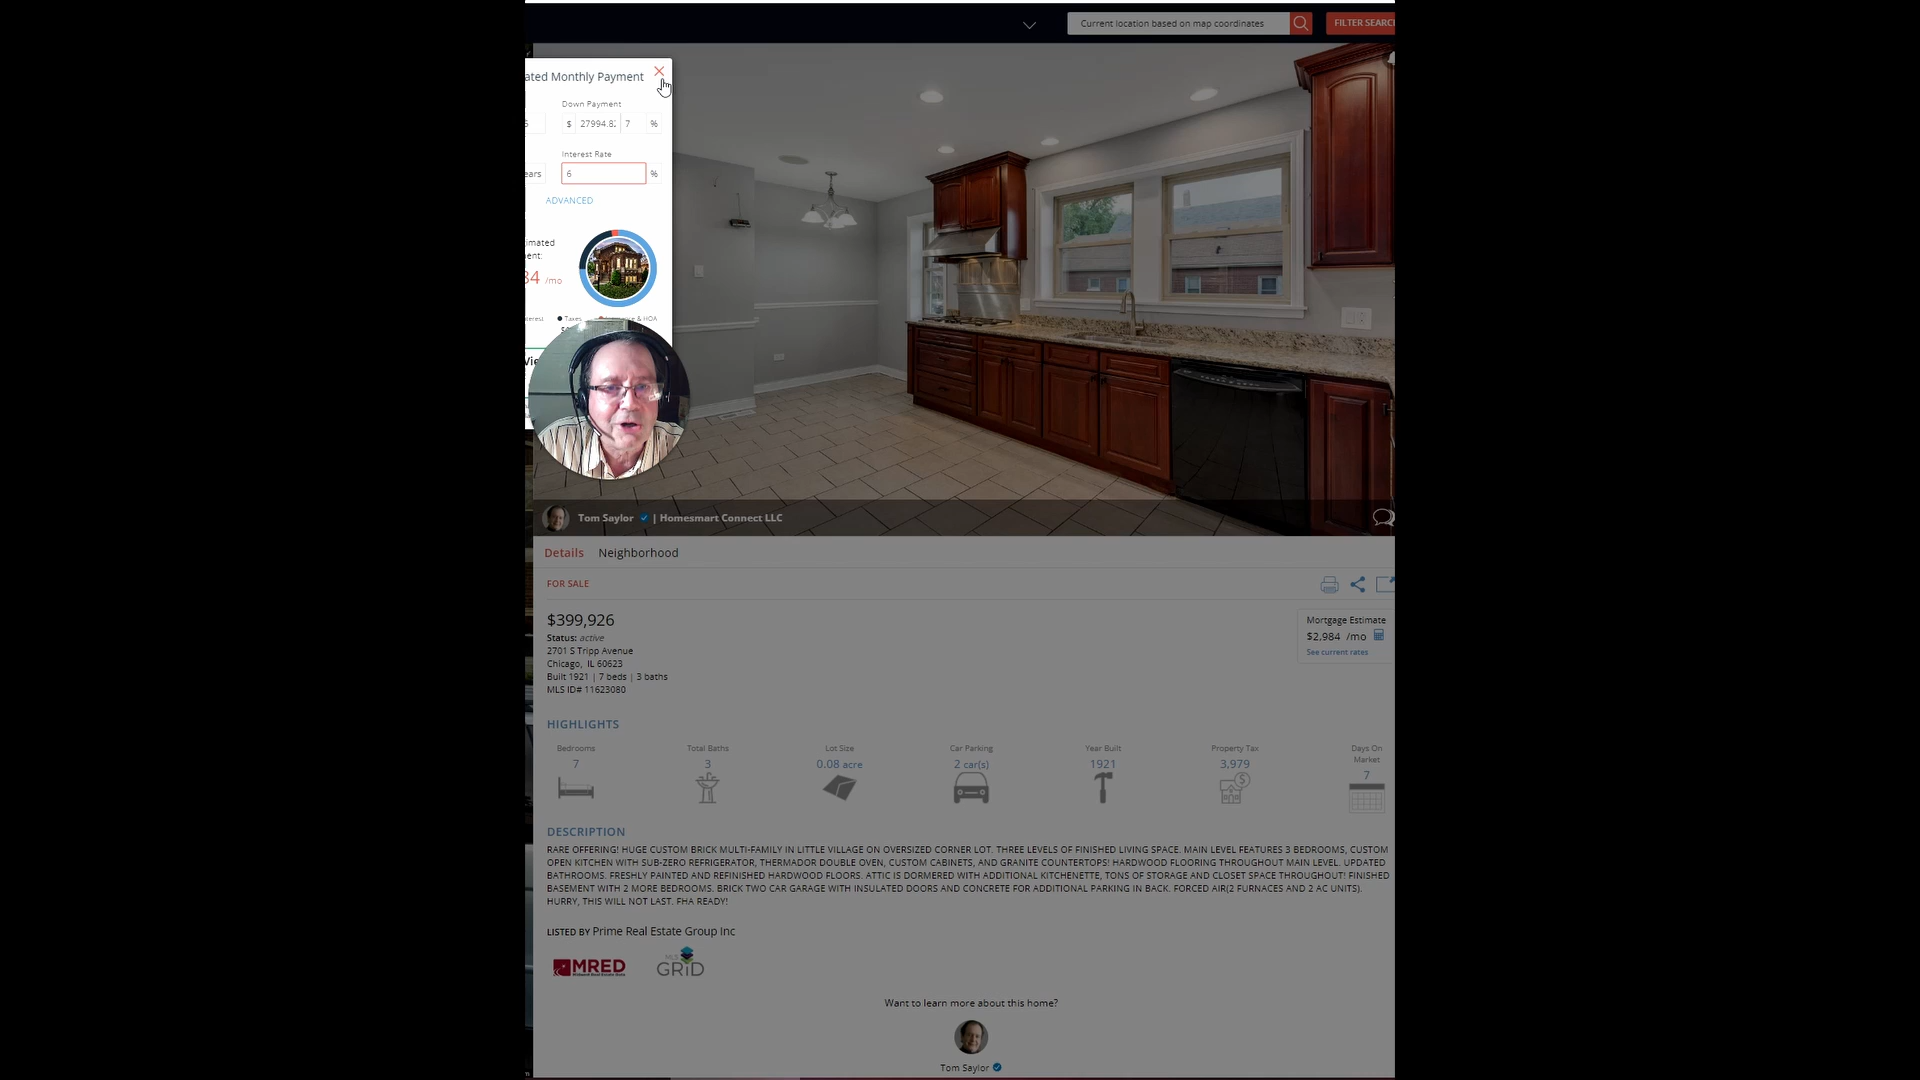 Current location based on map coordinates
FILTER SEARCH
ated Monthly Payment
Down Payment
$ 27994.82 7 %
Interest Rate
ears 6 %
ADVANCED
imated
ent:
84 /mo
terest Taxes & HOA
Vie
Tom Saylor | Homesmart Connect LLC
Details Neighborhood
FOR SALE
$399,926
Status: active
2701 S Tripp Avenue
Chicago, IL 60623
Built 1921 | 7 beds | 3 baths
MLS ID# 11623080
Mortgage Estimate
$2,984 /mo
See current rates
HIGHLIGHTS
Bedrooms Total Baths Lot Size Car Parking Year Built Property Tax Days On Market
7 3 0.08 acre 2 car(s) 1921 3,979 7
DESCRIPTION
RARE OFFERING! HUGE CUSTOM BRICK MULTI-FAMILY IN LITTLE VILLAGE ON OVERSIZED CORNER LOT. THREE LEVELS OF FINISHED LIVING SPACE. MAIN LEVEL FEATURES 3 BEDROOMS, CUSTOM
OPEN KITCHEN WITH SUB-ZERO REFRIGERATOR, THERMADOR DOUBLE OVEN, CUSTOM CABINETS, AND GRANITE COUNTERTOPS! HARDWOOD FLOORING THROUGHOUT MAIN LEVEL. UPDATED
BATHROOMS. FRESHLY PAINTED AND REFINISHED HARDWOOD FLOORS. ATTIC IS DORMERED WITH ADDITIONAL KITCHENETTE, TONS OF STORAGE AND CLOSET SPACE THROUGHOUT! FINISHED
BASEMENT WITH 2 MORE BEDROOMS. BRICK TWO CAR GARAGE WITH INSULATED DOORS AND CONCRETE FOR ADDITIONAL PARKING IN BACK. FORCED AIR(2 FURNACES AND 2 AC UNITS).
HURRY, THIS WILL NOT LAST. FHA READY!
LISTED BY Prime Real Estate Group Inc
MRED
MLS GRID
Want to learn more about this home?
Tom Saylor